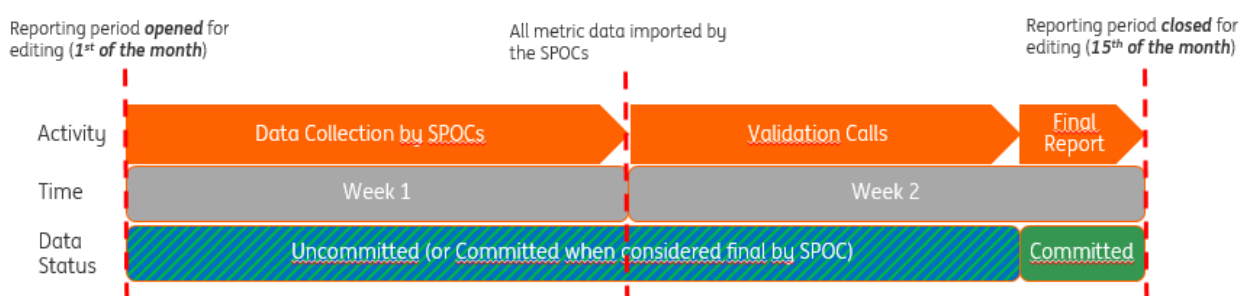 Reporting period opened for
editing (1st of the month)
All metric data imported by
the SPOCs
Reporting period closed for
editing (15th of the month)
Activity
Data Collection by SPOCs
Validation Calls
Final
Report
Time
Week 1
Week 2
Data
Status
Uncommitted (or Committed when considered final by SPOC)
Committed